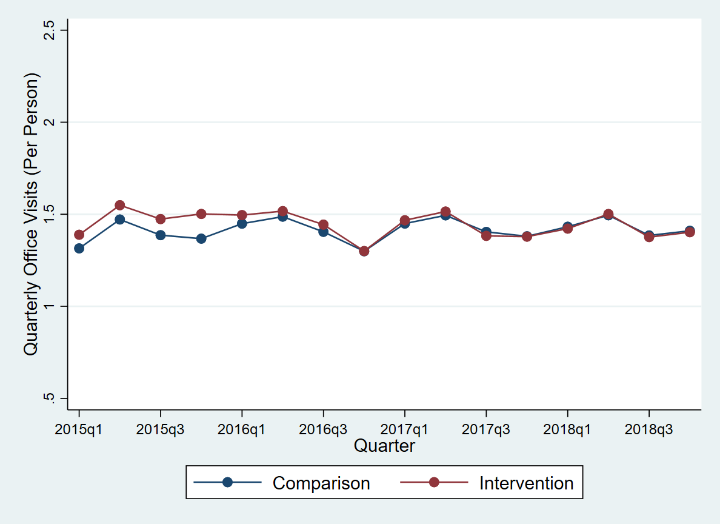 Quarterly Office Visits (Per Person)
2.5
2
1.5
1
.5
2015q1 2015q3 2016q1 2016q3 2017q1 2017q3 2018q1 2018q3
Quarter
Comparison Intervention